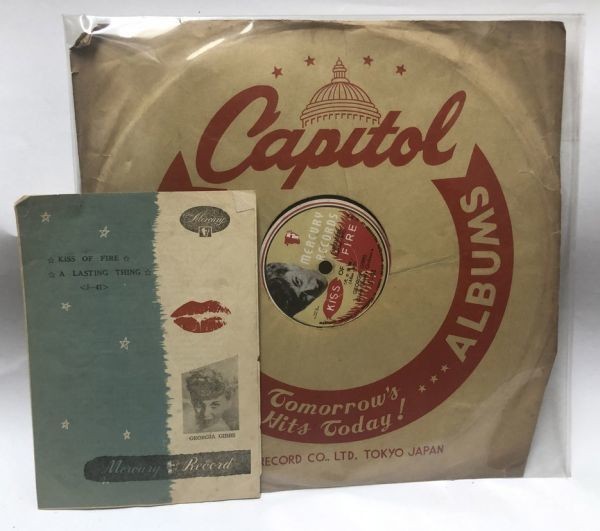 Capitol
ALBUMS
Tomorrow's
Hits Today!
RECORD CO., LTD. TOKYO JAPAN
MERCURY
RECORDS
KISS OF FIRE
Mercury
☆ KISS OF FIRE ☆
☆ A LASTING THING ☆
<J-41>
GEORGIA GIBBS
Mercury Record